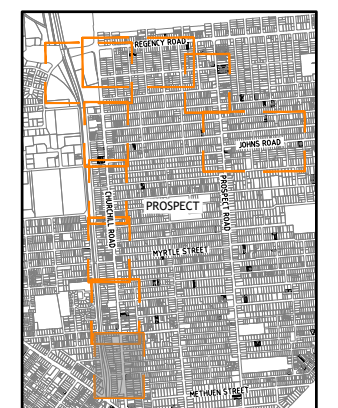 REGENCY ROAD
JOHNS ROAD
CHURCHILL ROAD
PROSPECT ROAD
PROSPECT
MYRTLE STREET
METHUEN STREET